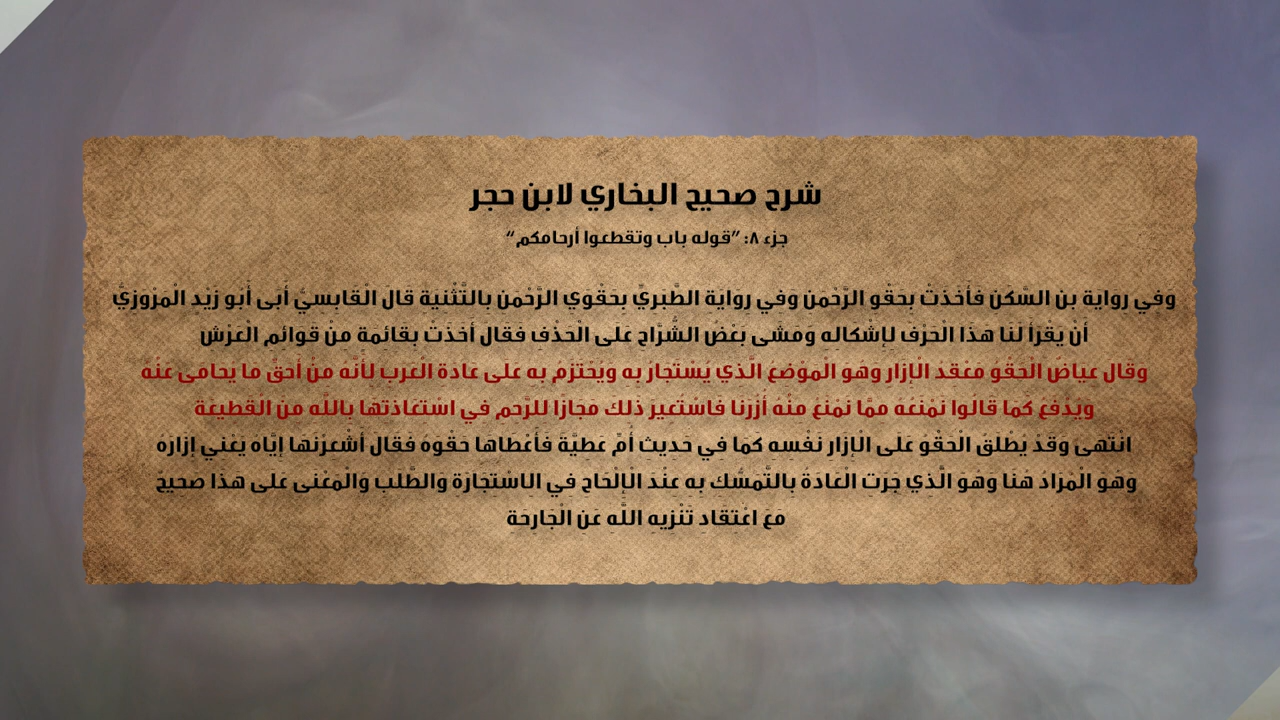 شرح صحيح البخاري لابن حجر
جزء ٨: ”قوله باب وتقطعوا أرحامكم“
وَفِي رِوَايَةِ بن السَّكَنِ فَأَخَذَتْ بِحَقْوِ الرَّحْمَنِ وَفِي رِوَايَةِ الطَّبَرِيِّ بِحَقْوَيِ الرَّحْمَنِ بِالتَّثْنِيَةِ قَالَ الْقَابِسِيُّ أَبَى أَبُو زَيْدٍ الْمَرْوَزِيُّ
أَنْ يَقْرَأَ لَنَا هَذَا الْحَرْفَ لِإِشْكَالِهِ وَمَشَى بَعْضُ الشُّرَّاحِ عَلَى الْحَذْفِ فَقَالَ أَخَذَتْ بِقَائِمَةٍ مِنْ قَوَائِمِ الْعَرْشِ
وَقَالَ عِيَاضٌ الْحَقْوُ مَعْقِدُ الْإِزَارِ وَهُوَ الْمَوْضِعُ الَّذِي يُسْتَجَارُ بِهِ وَيُحْتَزَمُ بِهِ عَلَى عَادَةِ الْعَرَبِ لِأَنَّهُ مِنْ أَحَقِّ مَا يُحَامَى عَنْهُ
وَيُدْفَعُ كَمَا قَالُوا نَمْنَعُهُ مِمَّا نَمْنَعُ مِنْهُ أُزُرَنَا فَاسْتُعِيرَ ذَلِكَ مَجَازًا لِلرَّحِمِ فِي اسْتِعَاذَتِهَا بِاللَّهِ مِنَ الْقَطِيعَةِ
انْتَهَى وَقَدْ يُطْلَقُ الْحَقْوُ عَلَى الْإِزَارِ نَفْسِهِ كَمَا فِي حَدِيثِ أُمِّ عَطِيَّةَ فَأَعْطَاهَا حَقْوَهُ فَقَالَ أَشْعِرْنَهَا إِيَّاهُ يَعْنِي إِزَارَهُ
وَهُوَ الْمُرَادُ هُنَا وَهُوَ الَّذِي جَرَتِ الْعَادَةُ بِالتَّمَسُّكِ بِهِ عِنْدَ الْإِلْحَاحِ فِي الِاسْتِجَارَةِ وَالطَّلَبِ وَالْمَعْنَى عَلَى هَذَا صَحِيحٌ
مَعَ اعْتِقَادِ تَنْزِيهِ اللَّهِ عَنِ الْجَارِحَةِ